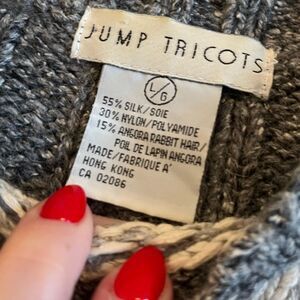 JUMP TRICOTS
L/G
55% SILK/SOIE
30% NYLON/POLYAMIDE
15% ANGORA RABBIT HAIR/
POIL DE LAPIN ANGORA
MADE/FABRIQUE A'
HONG KONG
CA 02086